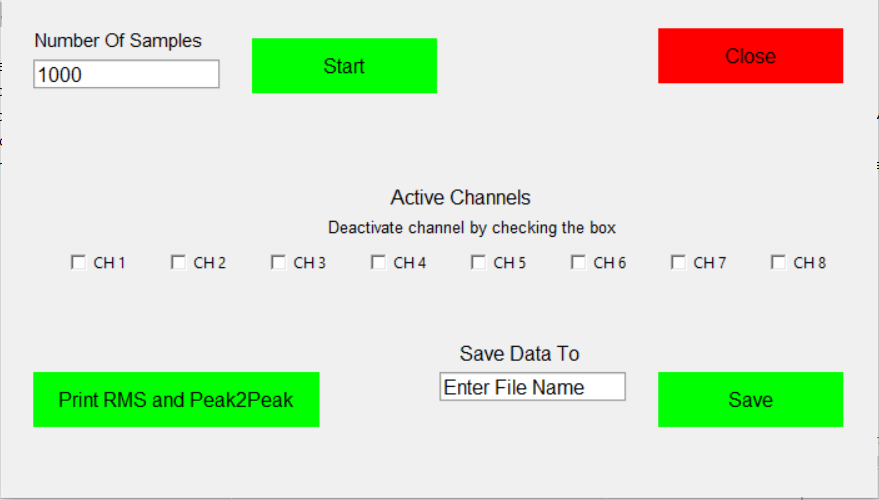 Number Of Samples
1000
Start
Close
Active Channels
Deactivate channel by checking the box
CH 1 CH 2 CH 3 CH 4 CH 5 CH 6 CH 7 CH 8
Save Data To
Print RMS and Peak2Peak
Enter File Name
Save